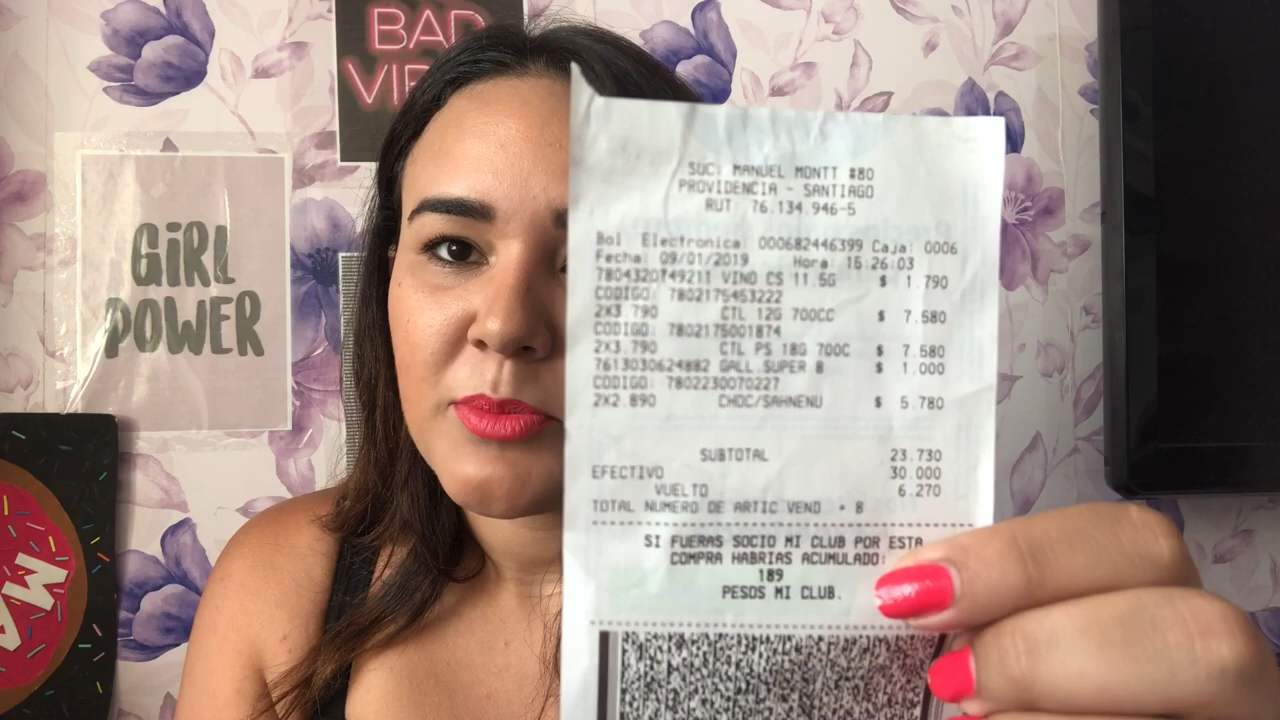 BAD
GiRL
POWER
SUC: MANUEL MONTT #80
PROVIDENCIA - SANTIAGO
RUT: 76.134.946-5
Bol Electronica: 000682446399 Caja: 0006
Fecha: 09/01/2019 Hora: 15:26:03
7804320749211 VINO CS 11.5G $ 1.790
CODIGO: 7802175453222
2X3.790 CTL 12G 700CC $ 7.580
CODIGO: 7802175001874
2X3.790 CTL PS 18G 700C $ 7.580
7613030624882 GALL.SUPER 8 $ 1.000
CODIGO: 7802230070227
2X2.890 CHOC/SAHNENU $ 5.780
SUBTOTAL 23.730
EFECTIVO 30.000
VUELTO 6.270
TOTAL NUMERO DE ARTIC VEND = 8
SI FUERAS SOCIO MI CLUB POR ESTA
COMPRA HABRIAS ACUMULADO:
189
PESOS MI CLUB.